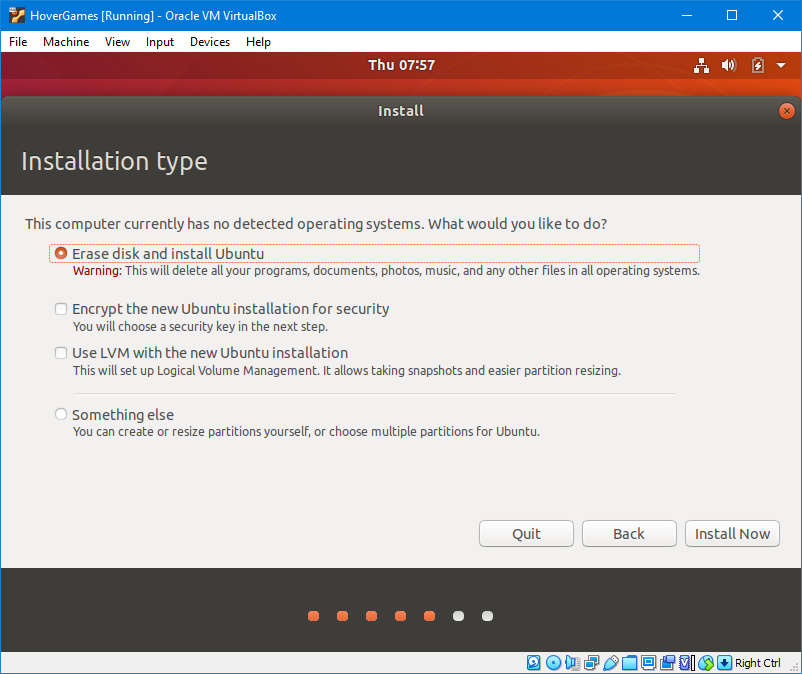 HoverGames [Running] - Oracle VM VirtualBox
File Machine View Input Devices Help
Thu 07:57
Install
Installation type
This computer currently has no detected operating systems. What would you like to do?
Erase disk and install Ubuntu
Warning: This will delete all your programs, documents, photos, music, and any other files in all operating systems.
Encrypt the new Ubuntu installation for security
You will choose a security key in the next step.
Use LVM with the new Ubuntu installation
This will set up Logical Volume Management. It allows taking snapshots and easier partition resizing.
Something else
You can create or resize partitions yourself, or choose multiple partitions for Ubuntu.
Quit Back Install Now
Right Ctrl